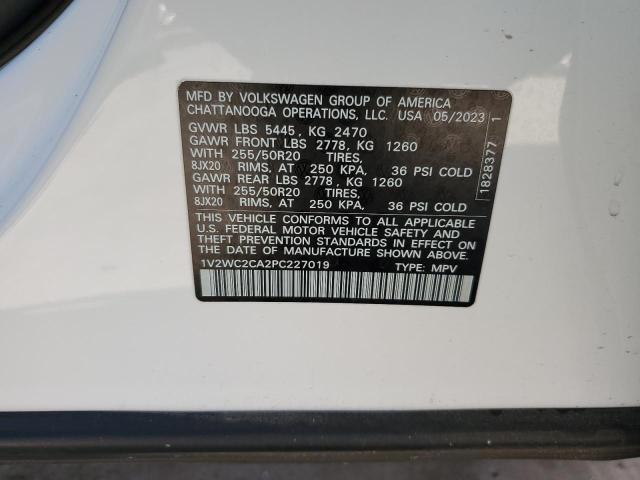 MFD BY VOLKSWAGEN GROUP OF AMERICA
CHATTANOOGA OPERATIONS, LLC. USA 05/2023
GVWR LBS 5445, KG 2470
GAWR FRONT LBS 2778, KG 1260
WITH 255/50R20 TIRES,
8JX20 RIMS, AT 250 KPA, 36 PSI COLD
GAWR REAR LBS 2778, KG 1260
WITH 255/50R20 TIRES,
8JX20 RIMS, AT 250 KPA, 36 PSI COLD
THIS VEHICLE CONFORMS TO ALL APPLICABLE
U.S. FEDERAL MOTOR VEHICLE SAFETY AND
THEFT PREVENTION STANDARDS IN EFFECT ON
THE DATE OF MANUFACTURE SHOWN ABOVE.
1V2WC2CA2PC227019 TYPE: MPV
1828377 1